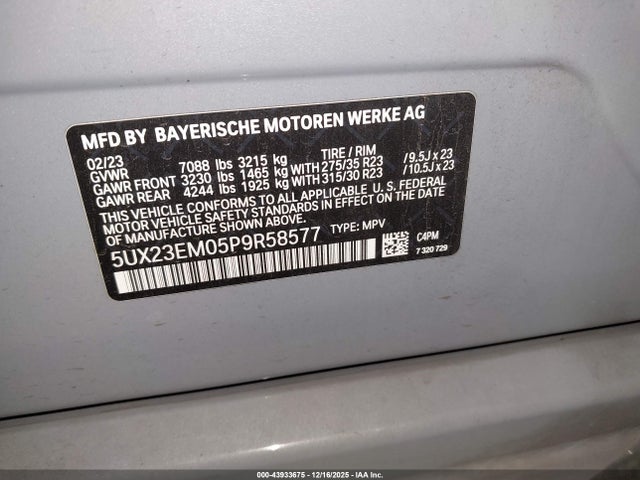 MFD BY BAYERISCHE MOTOREN WERKE AG
02/23 TIRE / RIM
GVWR 7088 lbs 3215 kg
GAWR FRONT 3230 lbs 1465 kg WITH 275/35 R23 /9.5J x 23
GAWR REAR 4244 lbs 1925 kg WITH 315/30 R23 /10.5J x 23
THIS VEHICLE CONFORMS TO ALL APPLICABLE U. S. FEDERAL
MOTOR VEHICLE SAFETY STANDARDS IN EFFECT ON THE DATE
OF MANUFACTURE SHOWN ABOVE.
5UX23EM05P9R58577 TYPE: MPV
C4PM
7 320 729
000-43933675 - 12/16/2025 - IAA Inc.